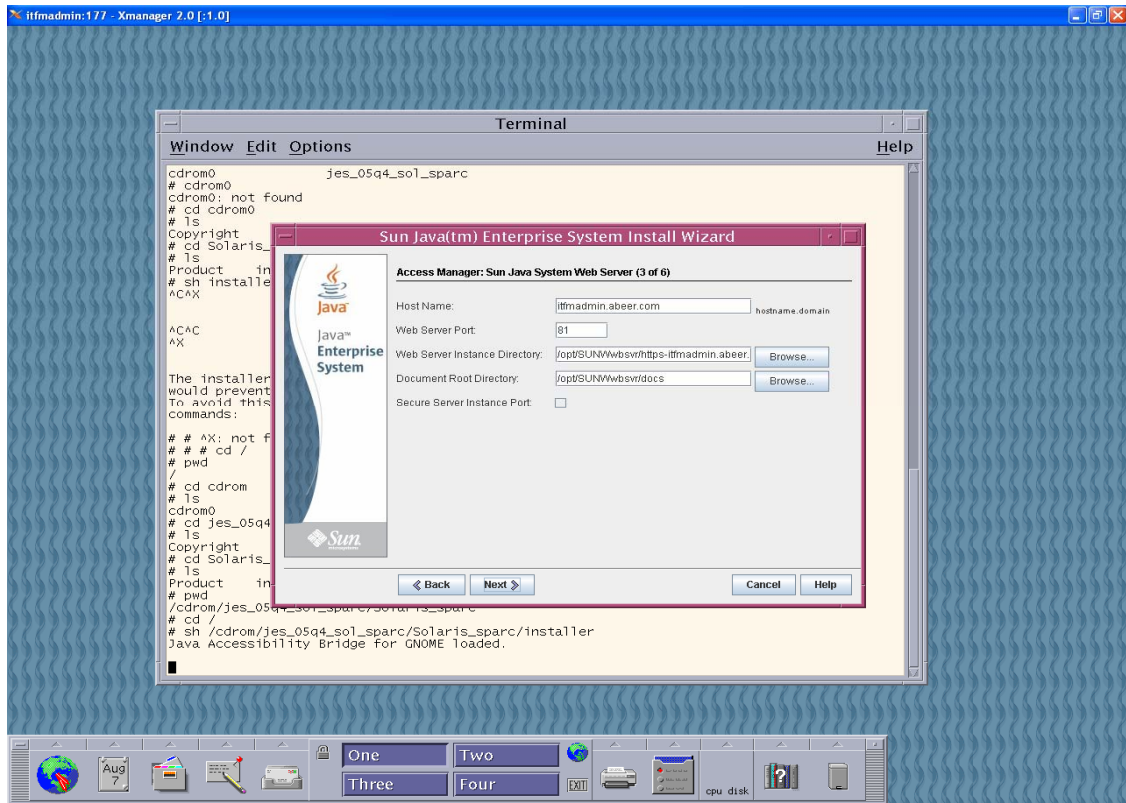 itfmadmin:177 - Xmanager 2.0 [:1.0]
Terminal
Window Edit Options Help
cdrom0 jes_05q4_sol_sparc
# cdrom0
cdrom0: not found
# cd cdrom0
# ls
Copyright
# cd Solaris_
# ls
Product in
# sh installe
^C^X
^C^C
^X
The installer
would prevent
To avoid this
commands:
# # ^X: not f
# # # cd /
# pwd
/
# cd cdrom
# ls
cdrom0
# cd jes_05q4
# ls
Copyright
# cd Solaris_
# ls
Product in
# pwd
/cdrom/jes_05q4_sol_sparc/Solaris_sparc
# cd /
# sh /cdrom/jes_05q4_sol_sparc/Solaris_sparc/installer
Java Accessibility Bridge for GNOME loaded.
Sun Java(tm) Enterprise System Install Wizard
Java
Java™
Enterprise
System
Sun
Access Manager: Sun Java System Web Server (3 of 6)
Host Name: itfmadmin.abeer.com hostname.domain
Web Server Port: 81
Web Server Instance Directory: /opt/SUNWwbsvr/https-itfmadmin.abeer. Browse...
Document Root Directory: /opt/SUNWwbsvr/docs Browse...
Secure Server Instance Port:
Back Next Cancel Help
Aug
7
One Two
Three Four
EXIT
cpu disk
?